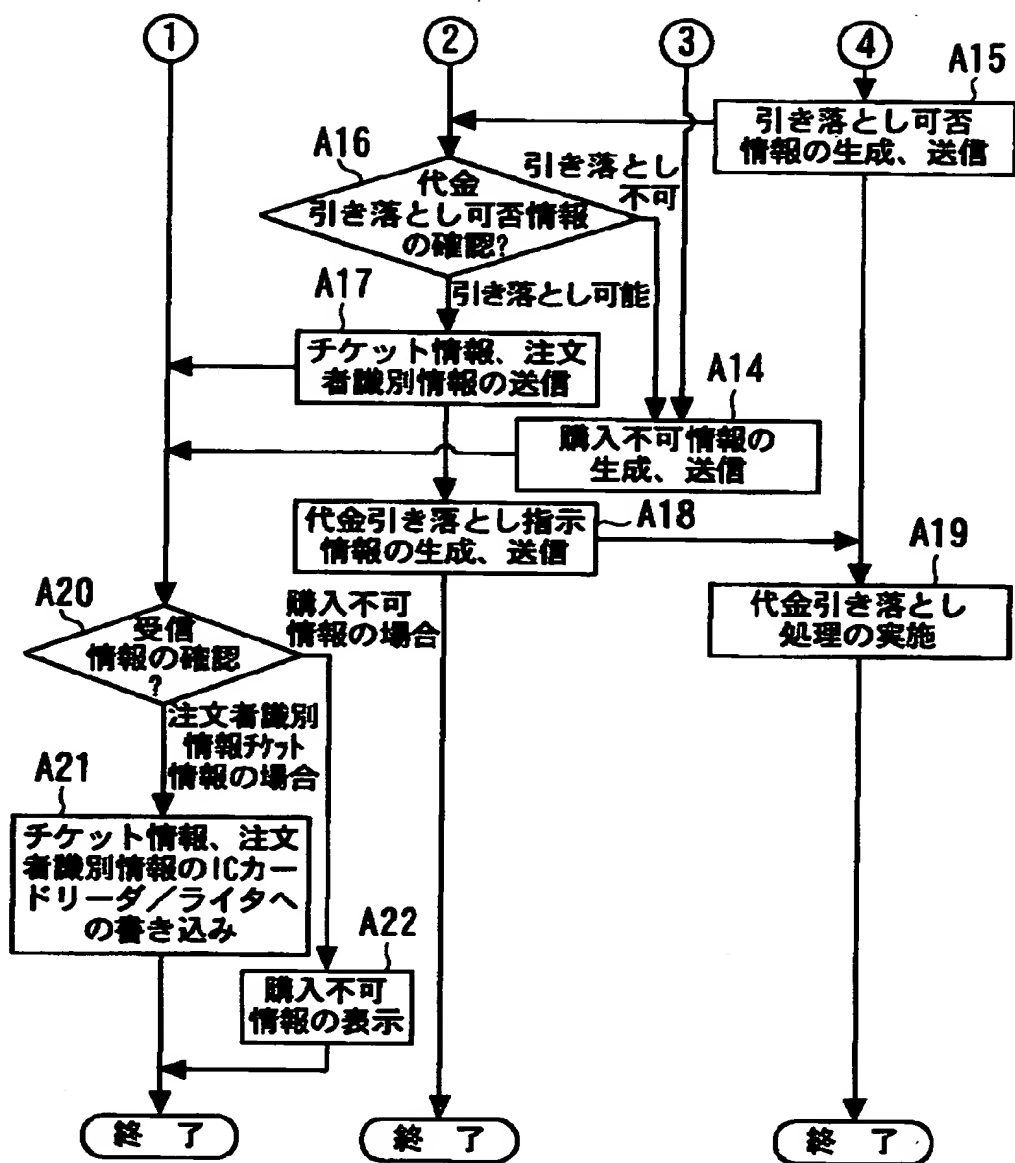 1
2
3
4
A15
引き落とし可否
情報の生成、送信
A16
代金
引き落とし可否情報
の確認?
引き落とし
不可
引き落とし可能
A17
チケット情報、注文
者識別情報の送信
A14
購入不可情報の
生成、送信
代金引き落とし指示
情報の生成、送信
A18
A19
代金引き落とし
処理の実施
A20
受信
情報の確認
?
購入不可
情報の場合
注文者識別
情報チケット
情報の場合
A21
チケット情報、注文
者識別情報のICカー
ドリーダ/ライタへ
の書き込み
A22
購入不可
情報の表示
終 了
終 了
終 了